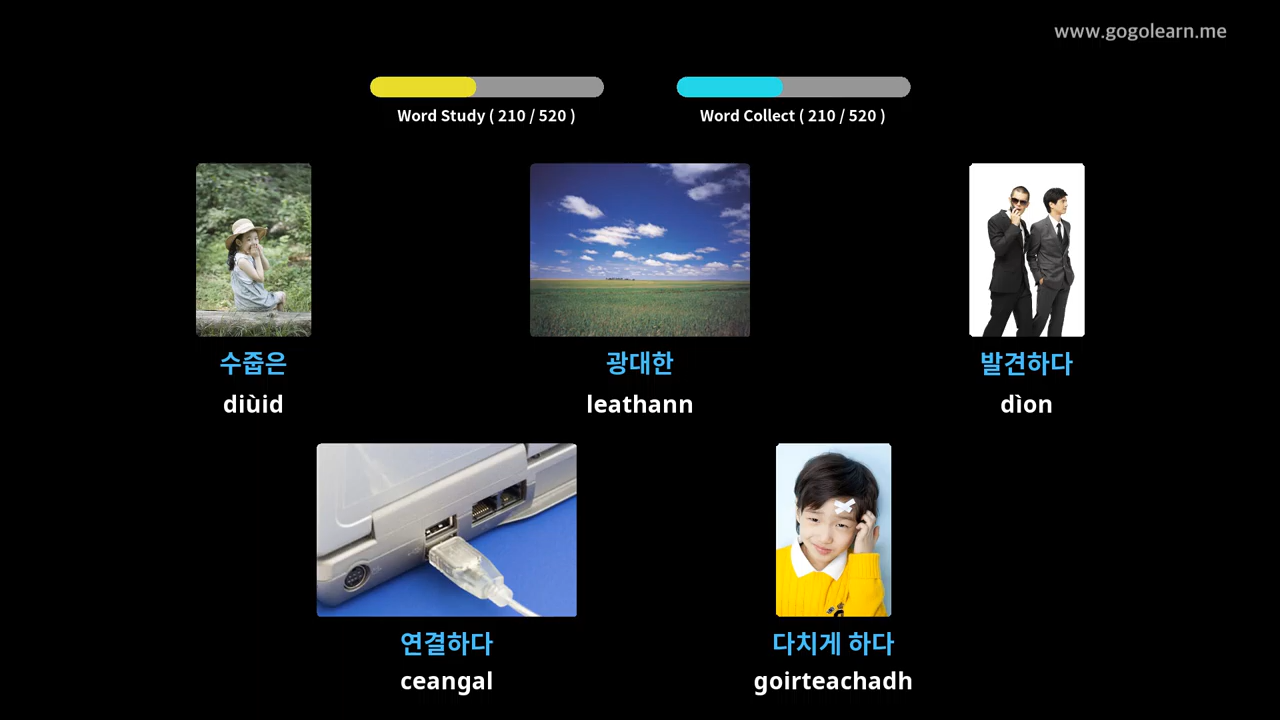 www.gogolearn.me
Word Study ( 210 / 520 )
Word Collect ( 210 / 520 )
수줍은
광대한
발견하다
diùid
leathann
dìon
연결하다
다치게 하다
ceangal
goirteachadh